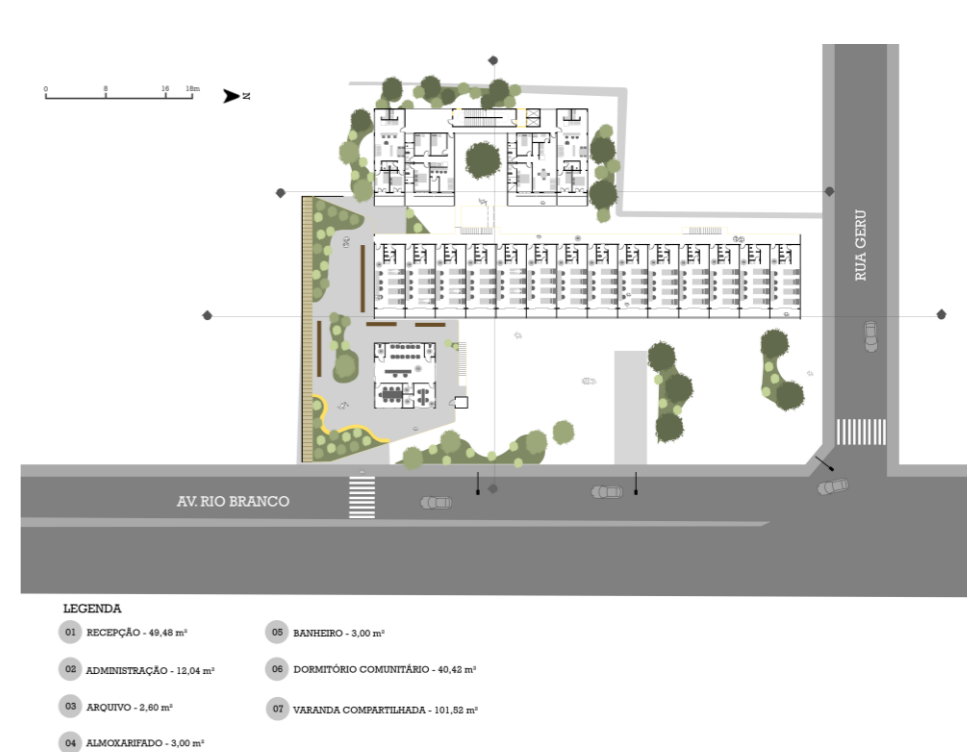 0 8 16 18m
N
RUA GERU
AV. RIO BRANCO
LEGENDA
01 RECEPÇÃO - 49,48 m²
02 ADMINISTRAÇÃO - 12,04 m²
03 ARQUIVO - 2,60 m²
04 ALMOXARIFADO - 3,00 m²
05 BANHEIRO - 3,00 m²
06 DORMITÓRIO COMUNITÁRIO - 40,42 m²
07 VARANDA COMPARTILHADA - 101,52 m²